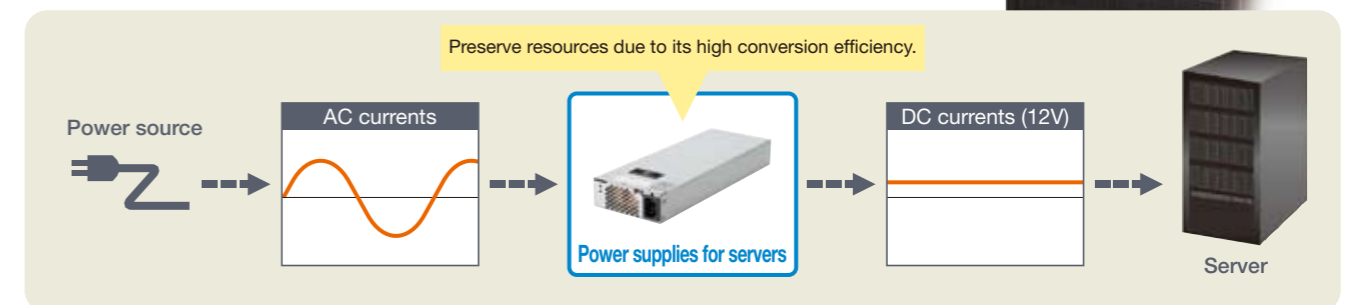 Preserve resources due to its high conversion efficiency.
Power source
AC currents
Power supplies for servers
DC currents (12V)
Server